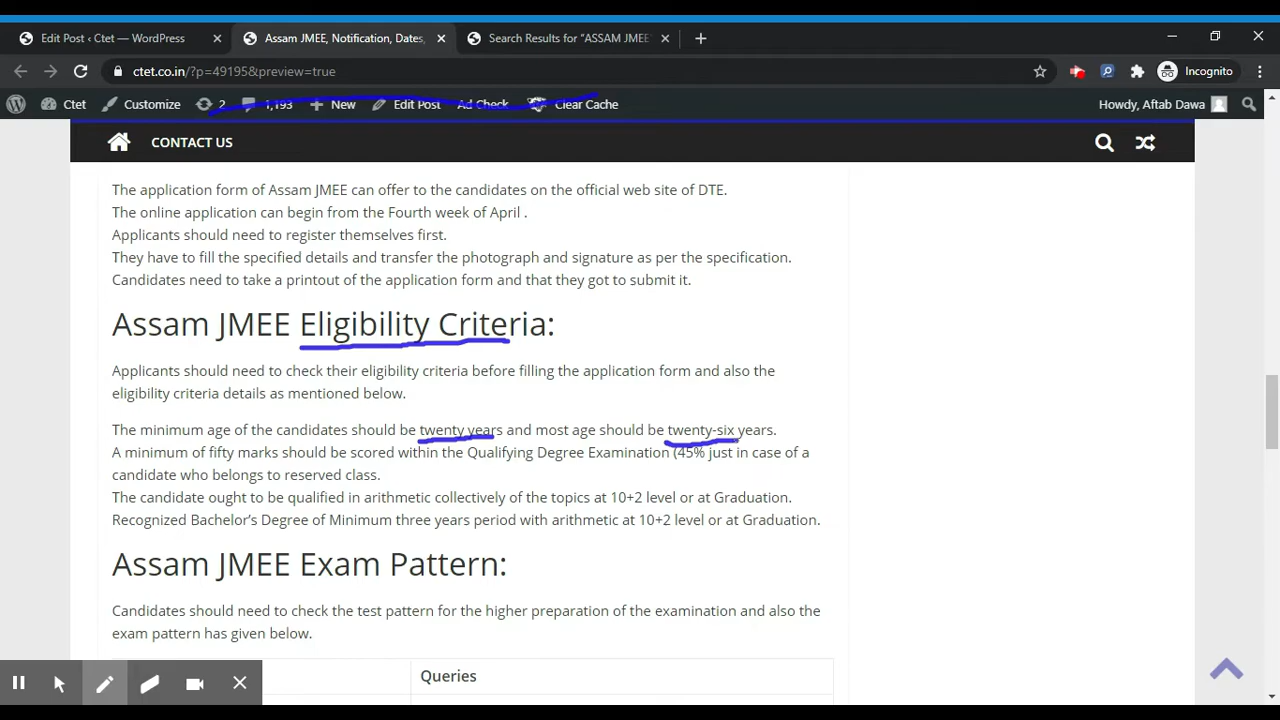 Edit Post ‹ Ctet — WordPress
Assam JMEE, Notification, Dates,
Search Results for "ASSAM JMEE"
ctet.co.in/?p=49195&preview=true
Incognito
Ctet Customize 2 1,193 New Edit Post Ad Check Clear Cache Howdy, Aftab Dawa
CONTACT US
The application form of Assam JMEE can offer to the candidates on the official web site of DTE.
The online application can begin from the Fourth week of April .
Applicants should need to register themselves first.
They have to fill the specified details and transfer the photograph and signature as per the specification.
Candidates need to take a printout of the application form and that they got to submit it.
Assam JMEE Eligibility Criteria:
Applicants should need to check their eligibility criteria before filling the application form and also the
eligibility criteria details as mentioned below.
The minimum age of the candidates should be twenty years and most age should be twenty-six years.
A minimum of fifty marks should be scored within the Qualifying Degree Examination (45% just in case of a
candidate who belongs to reserved class.
The candidate ought to be qualified in arithmetic collectively of the topics at 10+2 level or at Graduation.
Recognized Bachelor's Degree of Minimum three years period with arithmetic at 10+2 level or at Graduation.
Assam JMEE Exam Pattern:
Candidates should need to check the test pattern for the higher preparation of the examination and also the
exam pattern has given below.
Queries